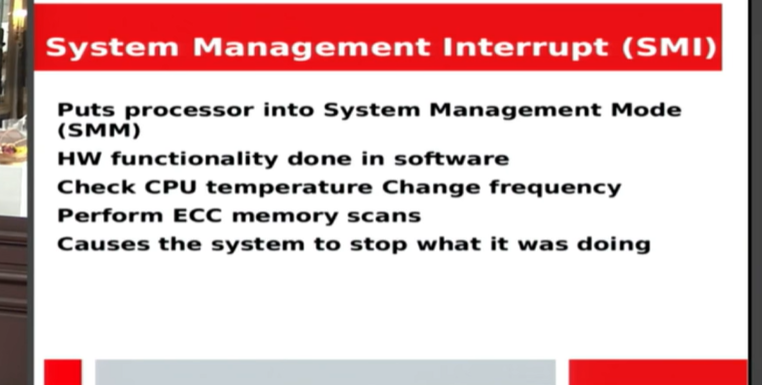 System Management Interrupt (SMI)
Puts processor into System Management Mode
(SMM)
HW functionality done in software
Check CPU temperature Change frequency
Perform ECC memory scans
Causes the system to stop what it was doing